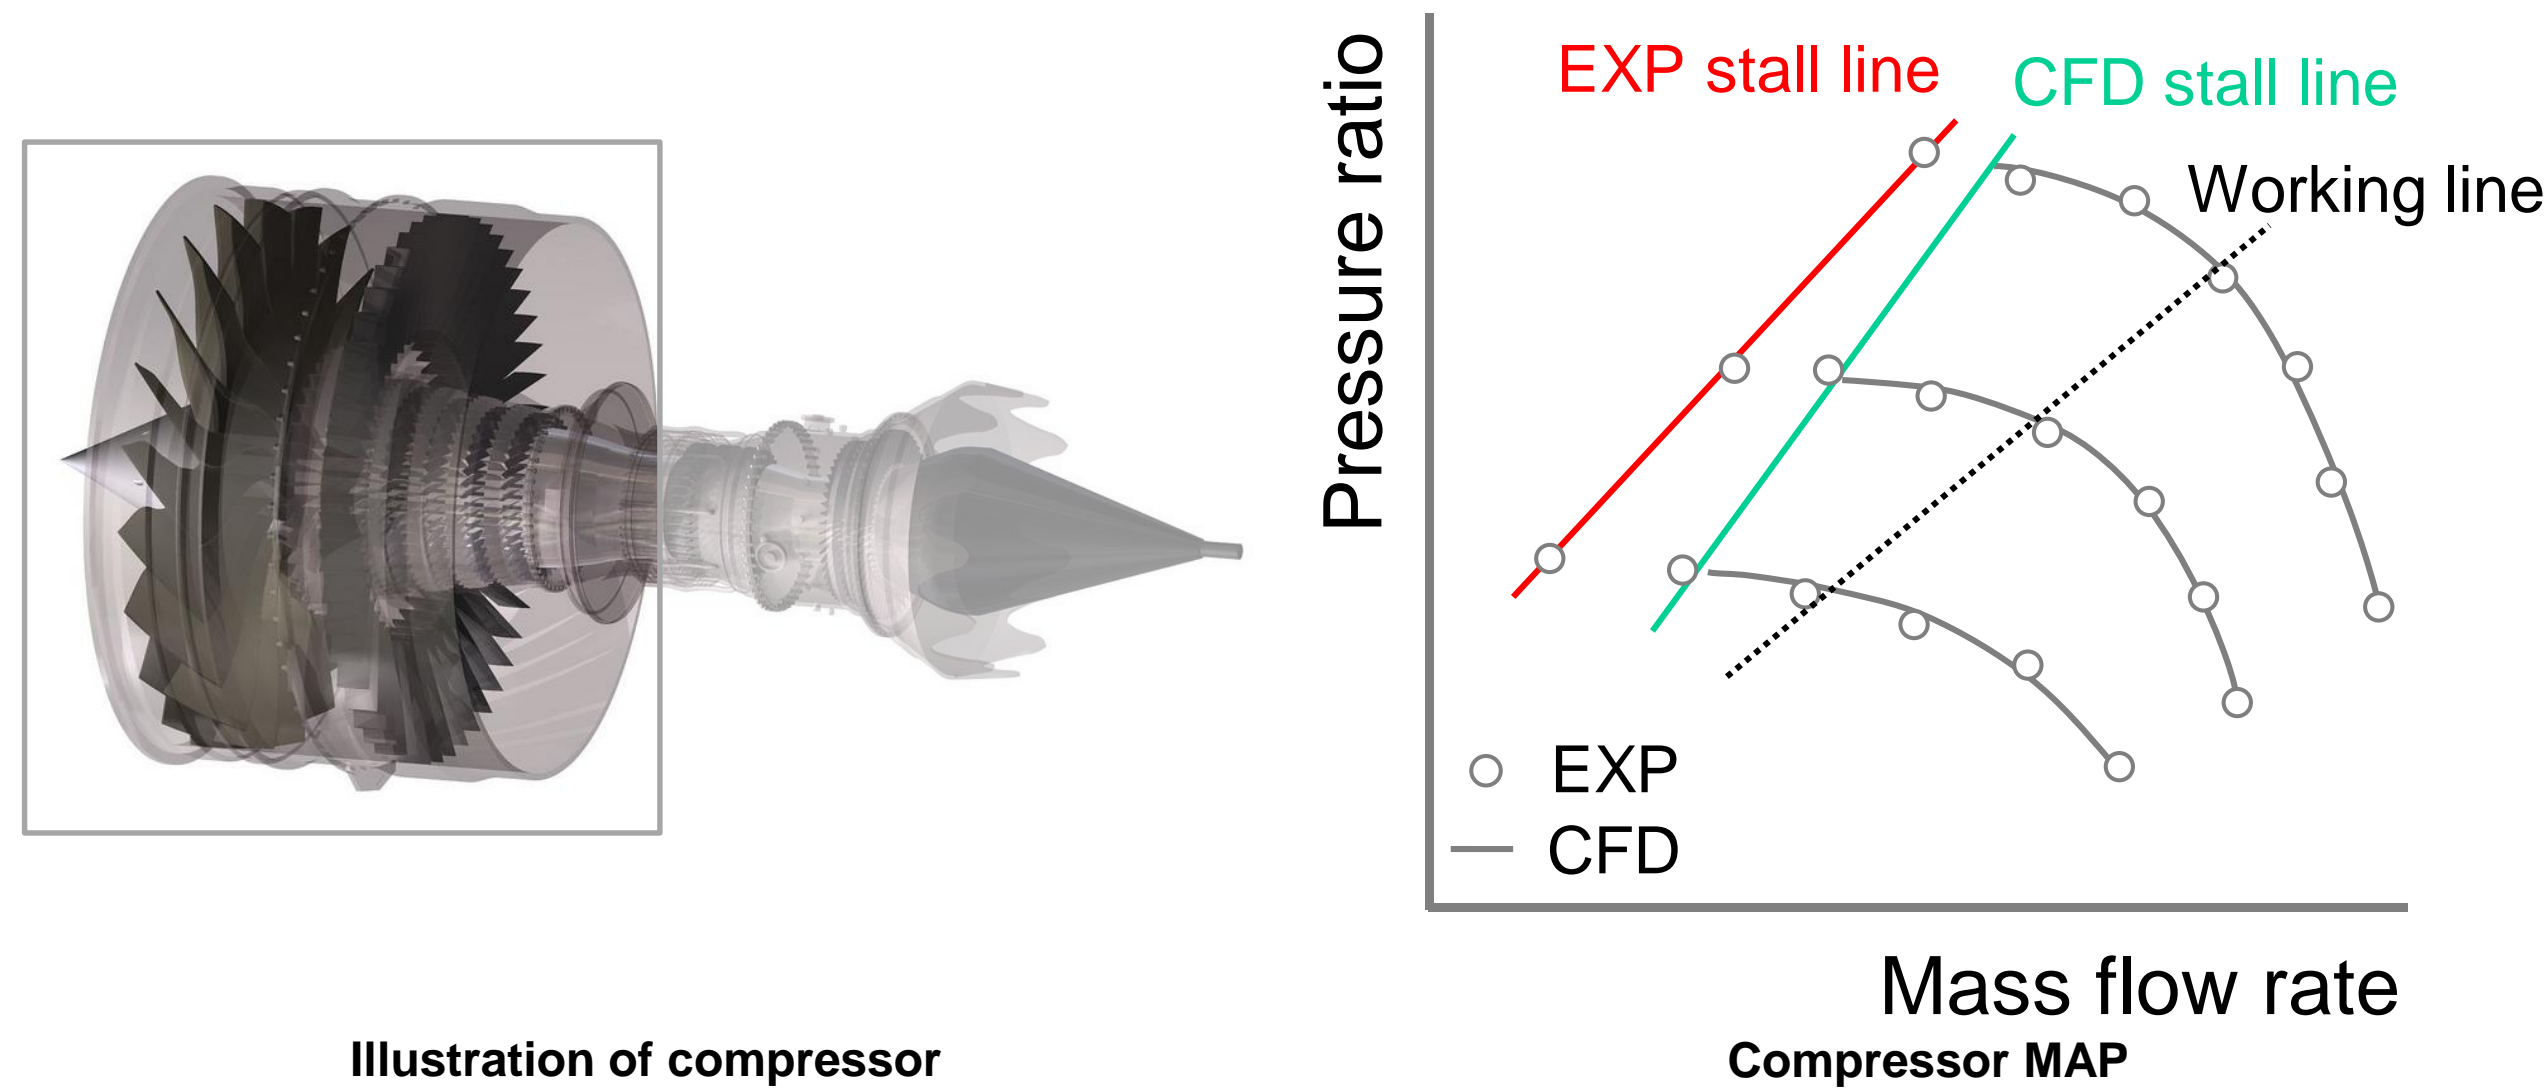 EXP stall line
CFD stall line
Working line
Pressure ratio
EXP
CFD
Mass flow rate
Illustration of compressor
Compressor MAP